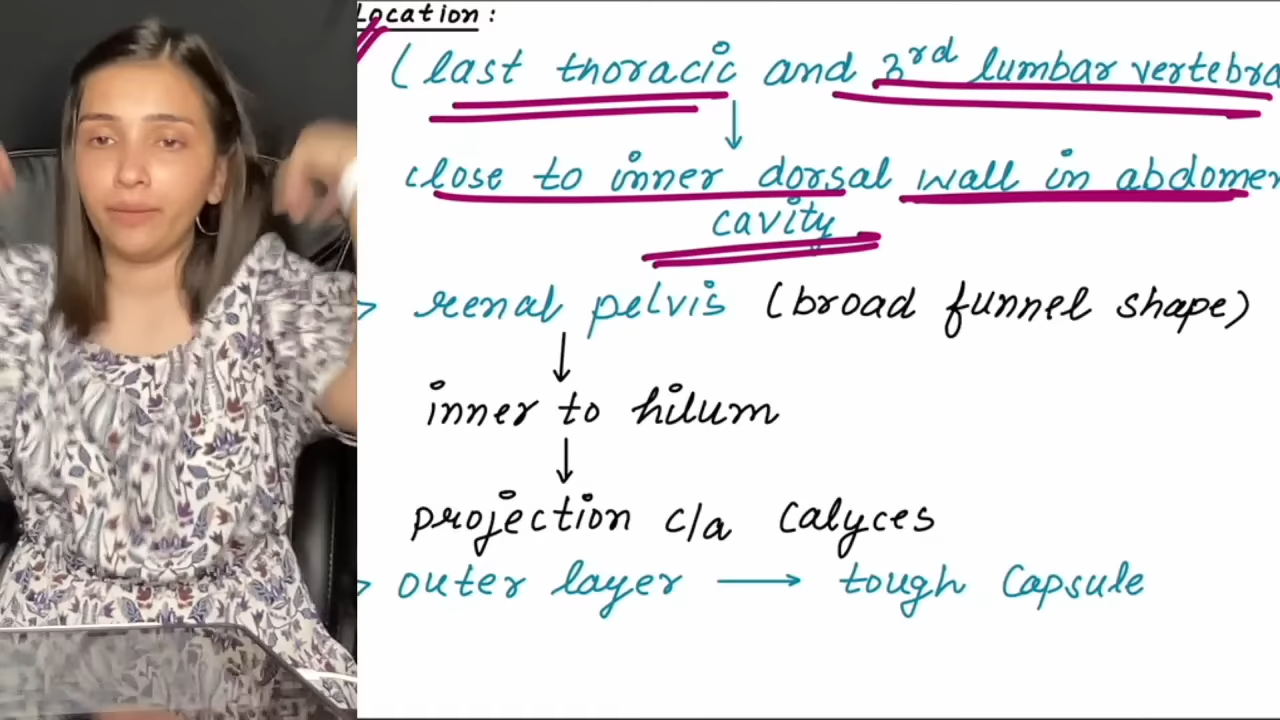 Location:
(last thoracic and 3rd lumbar vertebra
close to inner dorsal wall in abdomen
cavity
renal pelvis (broad funnel shape)
inner to hilum
projection c/a Calyces
outer layer → tough Capsule